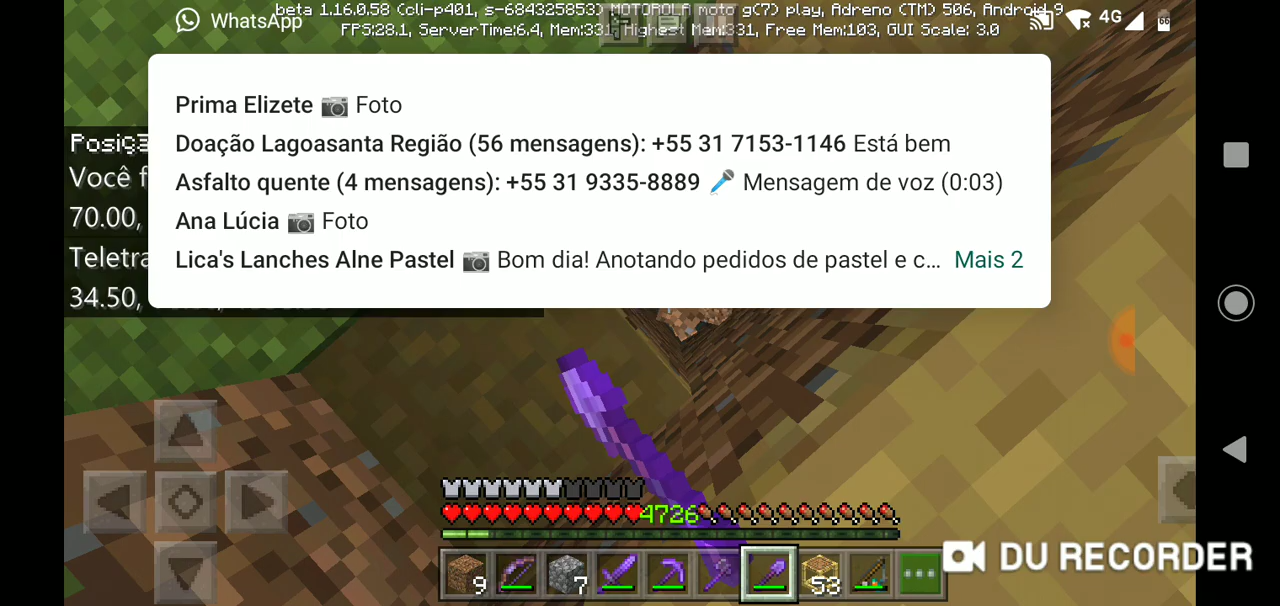 beta 1.16.0.58 (Coli-p401, s-684325853) MOTOROLA moto g(7) play, Adreno (TM) 506, Android 9
WhatsApp
4G
FPS:28.1, ServerTime:6.4, Mem:331, Highest Mem:331, Free Mem:103, GUI Scale: 3.0
66
Prima Elizete 📷 Foto
Doação Lagoasanta Região (56 mensagens): +55 31 7153-1146 Está bem
Asfalto quente (4 mensagens): +55 31 9335-8889 🎤 Mensagem de voz (0:03)
Ana Lúcia 📷 Foto
Lica's Lanches Alne Pastel 📷 Bom dia! Anotando pedidos de pastel e c... Mais 2
Você f
70.00,
Teletra
34.50,
4726
9
7
53
DU RECORDER